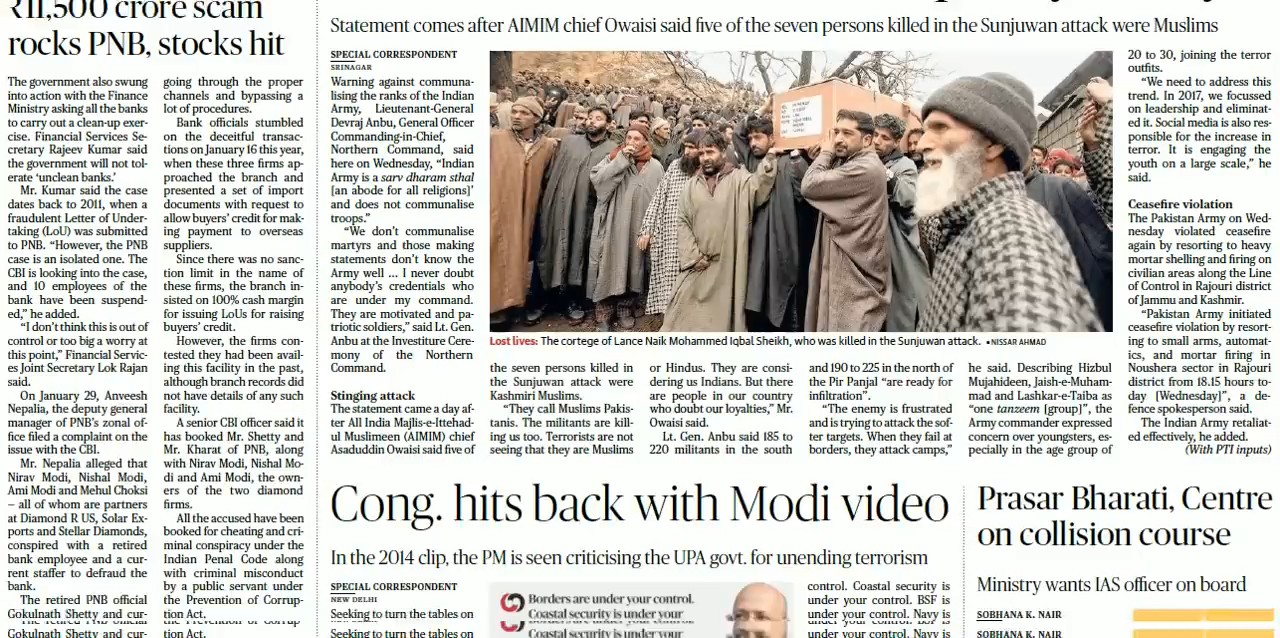 ₹11,500 crore scam
rocks PNB, stocks hit
The government also swung
into action with the Finance
Ministry asking all the banks
to carry out a clean-up exer-
cise. Financial Services Se-
cretary Rajeev Kumar said
the government will not tol-
erate ‘unclean banks.’
Mr. Kumar said the case
dates back to 2011, when a
fraudulent Letter of Under-
taking (LoU) was submitted
to PNB. “However, the PNB
case is an isolated one. The
CBI is looking into the case,
and 10 employees of the
bank have been suspend-
ed,” he added.
“I don’t think this is out of
control or too big a worry at
this point,” Financial Servic-
es Joint Secretary Lok Rajan
said.
On January 29, Anveesh
Nepalia, the deputy general
manager of PNB’s zonal of-
fice filed a complaint on the
issue with the CBI.
Mr. Nepalia alleged that
Nirav Modi, Nishal Modi,
Ami Modi and Mehul Choksi
– all of whom are partners
at Diamond R US, Solar Ex-
ports and Stellar Diamonds,
conspired with a retired
bank employee and a cur-
rent staffer to defraud the
bank.
The retired PNB official
Gokulnath Shetty and cur-
Gokulnath Shetty and cur-
going through the proper
channels and bypassing a
lot of procedures.
Bank officials stumbled
on the deceitful transac-
tions on January 16 this year,
when these three firms ap-
proached the branch and
presented a set of import
documents with request to
allow buyers’ credit for mak-
ing payment to overseas
suppliers.
Since there was no sanc-
tion limit in the name of
these firms, the branch in-
sisted on 100% cash margin
for issuing LoUs for raising
buyers’ credit.
However, the firms con-
tested they had been avail-
ing this facility in the past,
although branch records did
not have details of any such
facility.
A senior CBI officer said it
has booked Mr. Shetty and
Mr. Kharat of PNB, along
with Nirav Modi, Nishal Mo-
di and Ami Modi, the own-
ers of the two diamond
firms.
All the accused have been
booked for cheating and cri-
minal conspiracy under the
Indian Penal Code along
with criminal misconduct
by a public servant under
the Prevention of Corrup-
tion Act.
tion Act.
Statement comes after AIMIM chief Owaisi said five of the seven persons killed in the Sunjuwan attack were Muslims
SPECIAL CORRESPONDENT
SRINAGAR
Warning against communa-
lising the ranks of the Indian
Army, Lieutenant-General
Devraj Anbu, General Officer
Commanding-in-Chief,
Northern Command, said
here on Wednesday, “Indian
Army is a sarv dharam sthal
[an abode for all religions]’
and does not communalise
troops.”
“We don’t communalise
martyrs and those making
statements don’t know the
Army well ... I never doubt
anybody’s credentials who
are under my command.
They are motivated and pa-
triotic soldiers,” said Lt. Gen.
Anbu at the Investiture Cere-
mony of the Northern
Command.
Stinging attack
The statement came a day af-
ter All India Majlis-e-Ittehad-
ul Muslimeen (AIMIM) chief
Asaduddin Owaisi said five of
Lost lives: The cortege of Lance Naik Mohammed Iqbal Sheikh, who was killed in the Sunjuwan attack. • NISSAR AHMAD
the seven persons killed in
the Sunjuwan attack were
Kashmiri Muslims.
“They call Muslims Pakis-
tanis. The militants are kill-
ing us too. Terrorists are not
seeing that they are Muslims
or Hindus. They are consi-
dering us Indians. But there
are people in our country
who doubt our loyalties,” Mr.
Owaisi said.
Lt. Gen. Anbu said 185 to
220 militants in the south
and 190 to 225 in the north of
the Pir Panjal “are ready for
infiltration”.
“The enemy is frustrated
and is trying to attack the sof-
ter targets. When they fail at
borders, they attack camps,”
he said. Describing Hizbul
Mujahideen, Jaish-e-Muham-
mad and Lashkar-e-Taiba as
“one tanzeem [group]”, the
Army commander expressed
concern over youngsters, es-
pecially in the age group of
20 to 30, joining the terror
outfits.
“We need to address this
trend. In 2017, we focussed
on leadership and eliminat-
ed it. Social media is also res-
ponsible for the increase in
terror. It is engaging the
youth on a large scale,” he
said.
Ceasefire violation
The Pakistan Army on Wed-
nesday violated ceasefire
again by resorting to heavy
mortar shelling and firing on
civilian areas along the Line
of Control in Rajouri district
of Jammu and Kashmir.
“Pakistan Army initiated
ceasefire violation by resort-
ing to small arms, automat-
ics, and mortar firing in
Noushera sector in Rajouri
district from 18.15 hours to-
day [Wednesday]”, a de-
fence spokesperson said.
The Indian Army retaliat-
ed effectively, he added.
(With PTI inputs)
Cong. hits back with Modi video
In the 2014 clip, the PM is seen criticising the UPA govt. for unending terrorism
SPECIAL CORRESPONDENT
NEW DELHI
Seeking to turn the tables on
Seeking to turn the tables on
Borders are under your control.
Coastal security is under your
Coastal security is under your
control. Coastal security is
under your control. BSF is
under your control. Navy is
under your control. Navy is
Prasar Bharati, Centre
on collision course
Ministry wants IAS officer on board
SOBHANA K. NAIR
SOBHANA K. NAIR